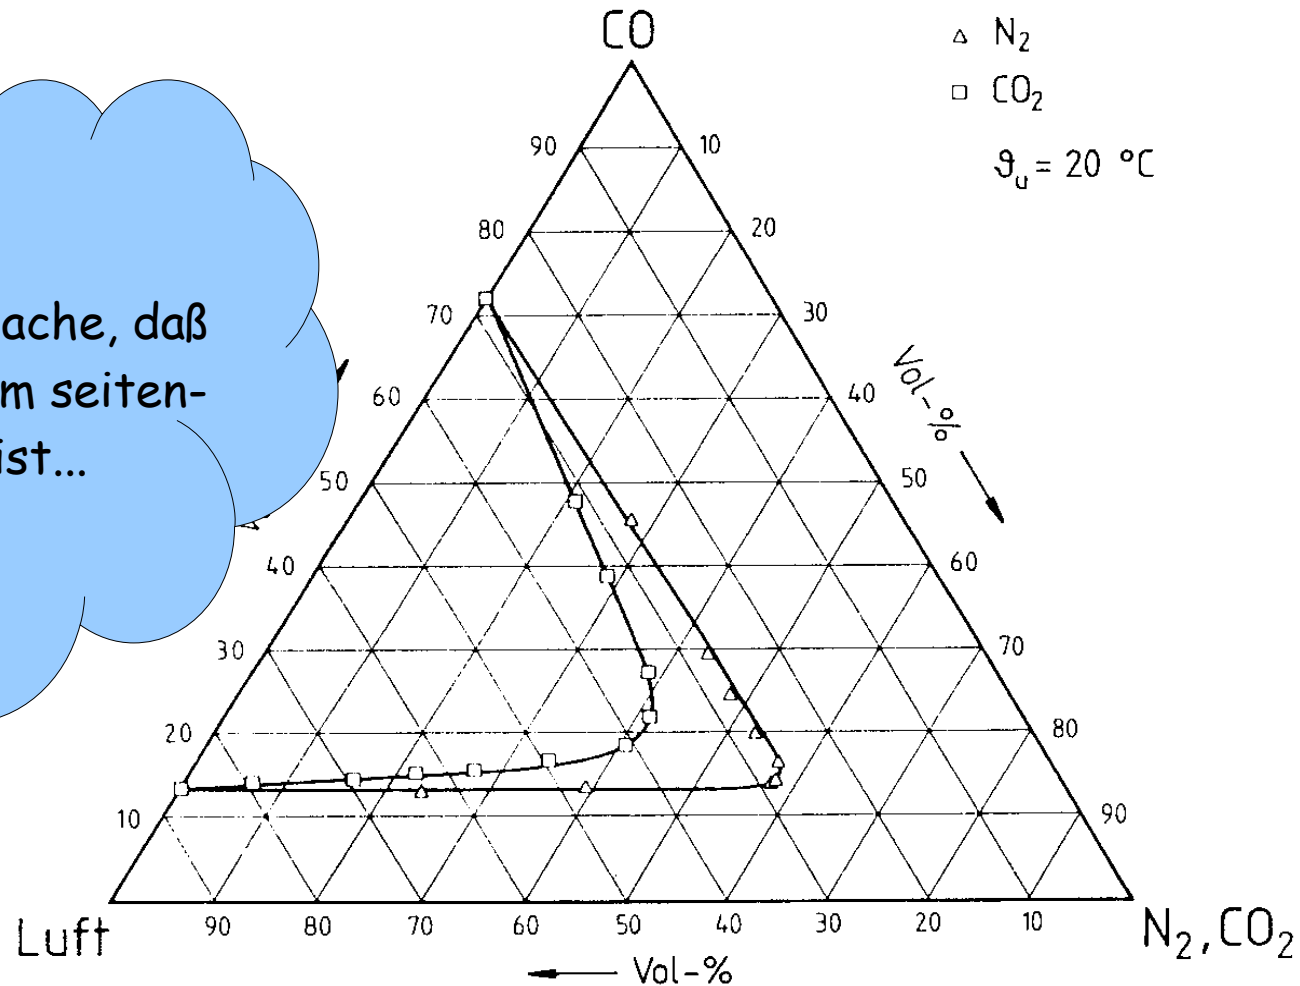 CO
△ N₂
□ CO₂
ϑᵤ = 20 °C
90 10
80 20
70 30
60 40
50 50
40 60
30 70
20 80
10 90
Vol-%
ache, daß
m seiten-
ist...
Luft
90 80 70 60 50 40 30 20 10
N₂, CO₂
Vol-%